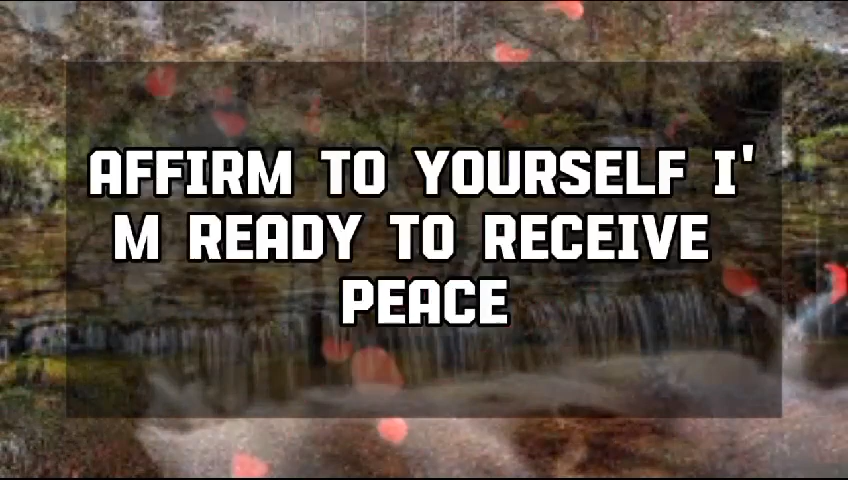 AFFIRM TO YOURSELF I'
M READY TO RECEIVE
PEACE